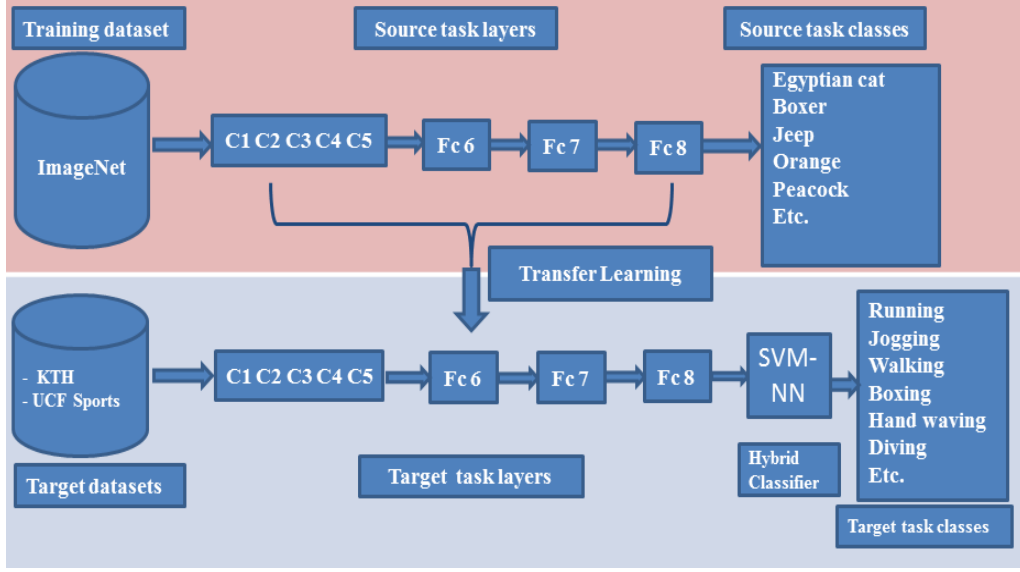 Training dataset
Source task layers
Source task classes
ImageNet
C1 C2 C3 C4 C5
Fc 6
Fc 7
Fc 8
Egyptian cat
Boxer
Jeep
Orange
Peacock
Etc.
Transfer Learning
- KTH
- UCF Sports
C1 C2 C3 C4 C5
Fc 6
Fc 7
Fc 8
SVM-
NN
Running
Jogging
Walking
Boxing
Hand waving
Diving
Etc.
Target datasets
Target task layers
Hybrid
Classifier
Target task classes